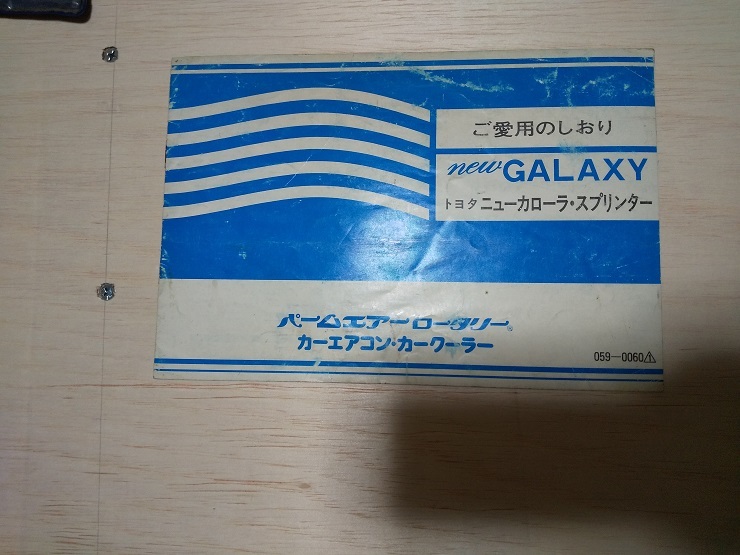 ご愛用のしおり
new GALAXY
トヨタ ニューカローラ・スプリンター
パームエアーロータリー®
カーエアコン・カークーラー
059-0060⚠